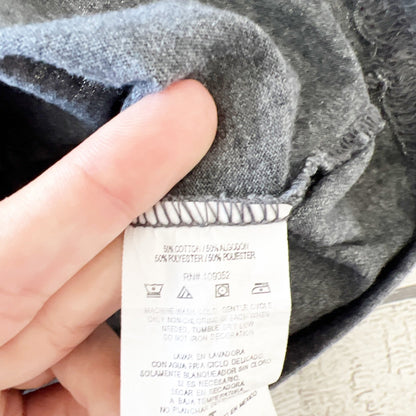 50% COTTON / 50% ALGODON
50% POLYESTER / 50% POLIESTER
RN# 109352
MACHINE WASH COLD, GENTLE CYCLE
ONLY NON CHLORINE BLEACH WHEN
NEEDED, TUMBLE DRY LOW
DO NOT IRON DECORATION
LAVAR EN LAVADORA
CON AGUA FRIA CICLO DELICADO
SOLAMENTE BLANQUEADOR SIN CLORO
SI ES NECESARIO,
SECAR EN SECADORA
A BAJA TEMPERATURA
NO PLANCHAR
EN MEXICO